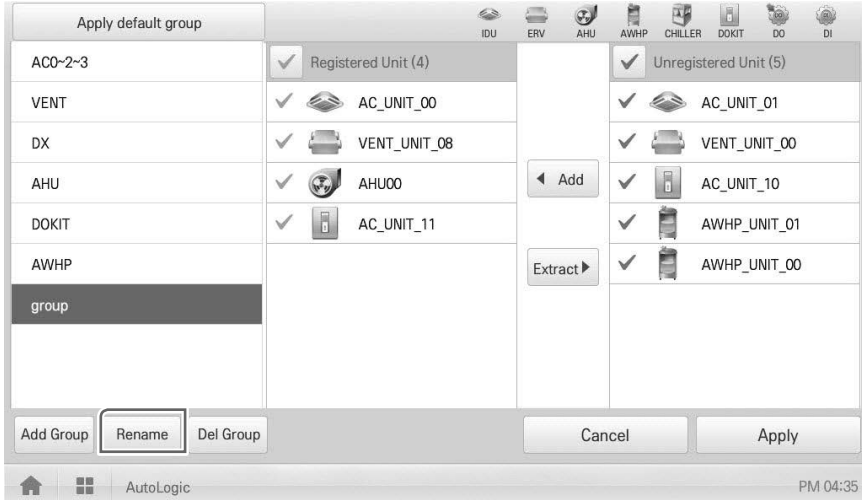 Apply default group
IDU ERV AHU AWHP CHILLER DOKIT DO DI
AC0~2~3
VENT
DX
AHU
DOKIT
AWHP
group
Registered Unit (4)
AC_UNIT_00
VENT_UNIT_08
AHU00
AC_UNIT_11
Add
Extract
Unregistered Unit (5)
AC_UNIT_01
VENT_UNIT_00
AC_UNIT_10
AWHP_UNIT_01
AWHP_UNIT_00
Add Group Rename Del Group Cancel Apply
AutoLogic PM 04:35